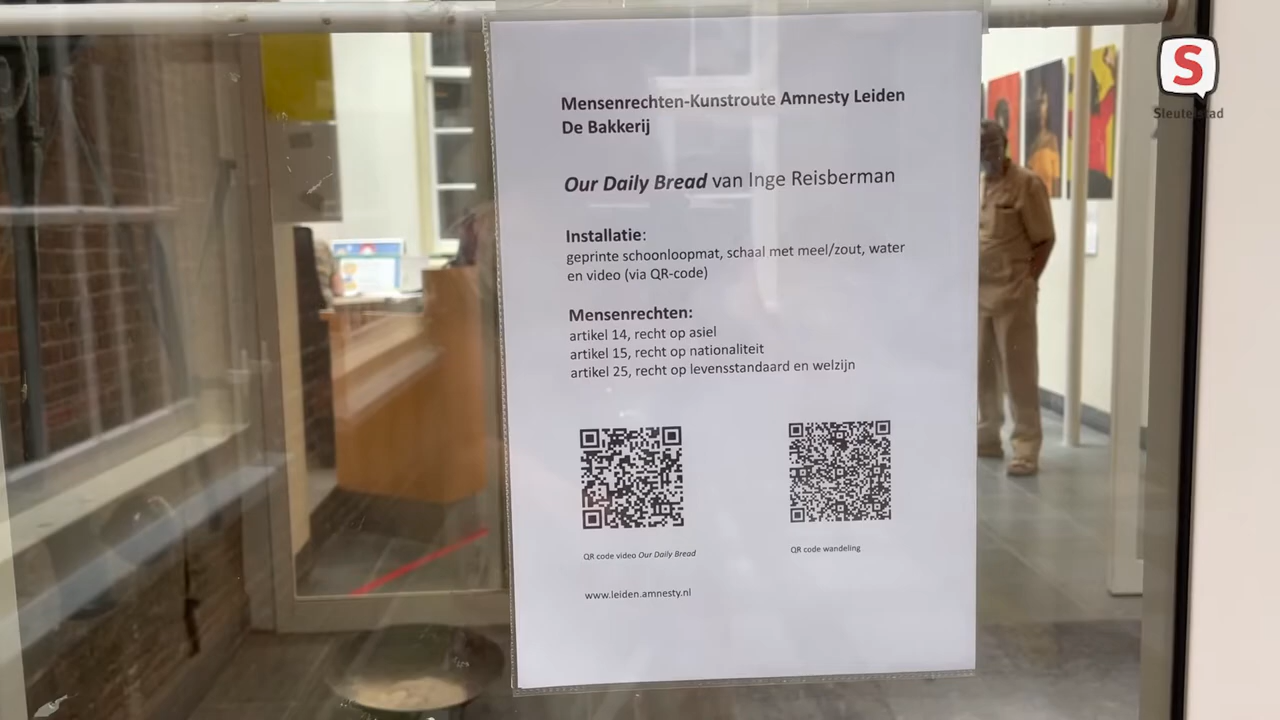 Mensenrechten-Kunstroute Amnesty Leiden
De Bakkerij
Our Daily Bread van Inge Reisberman
Installatie:
geprinte schoonloopmat, schaal met meel/zout, water
en video (via QR-code)
Mensenrechten:
artikel 14, recht op asiel
artikel 15, recht op nationaliteit
artikel 25, recht op levensstandaard en welzijn
QR code video Our Daily Bread
QR code wandeling
www.leiden.amnesty.nl
S
Sleutelstad